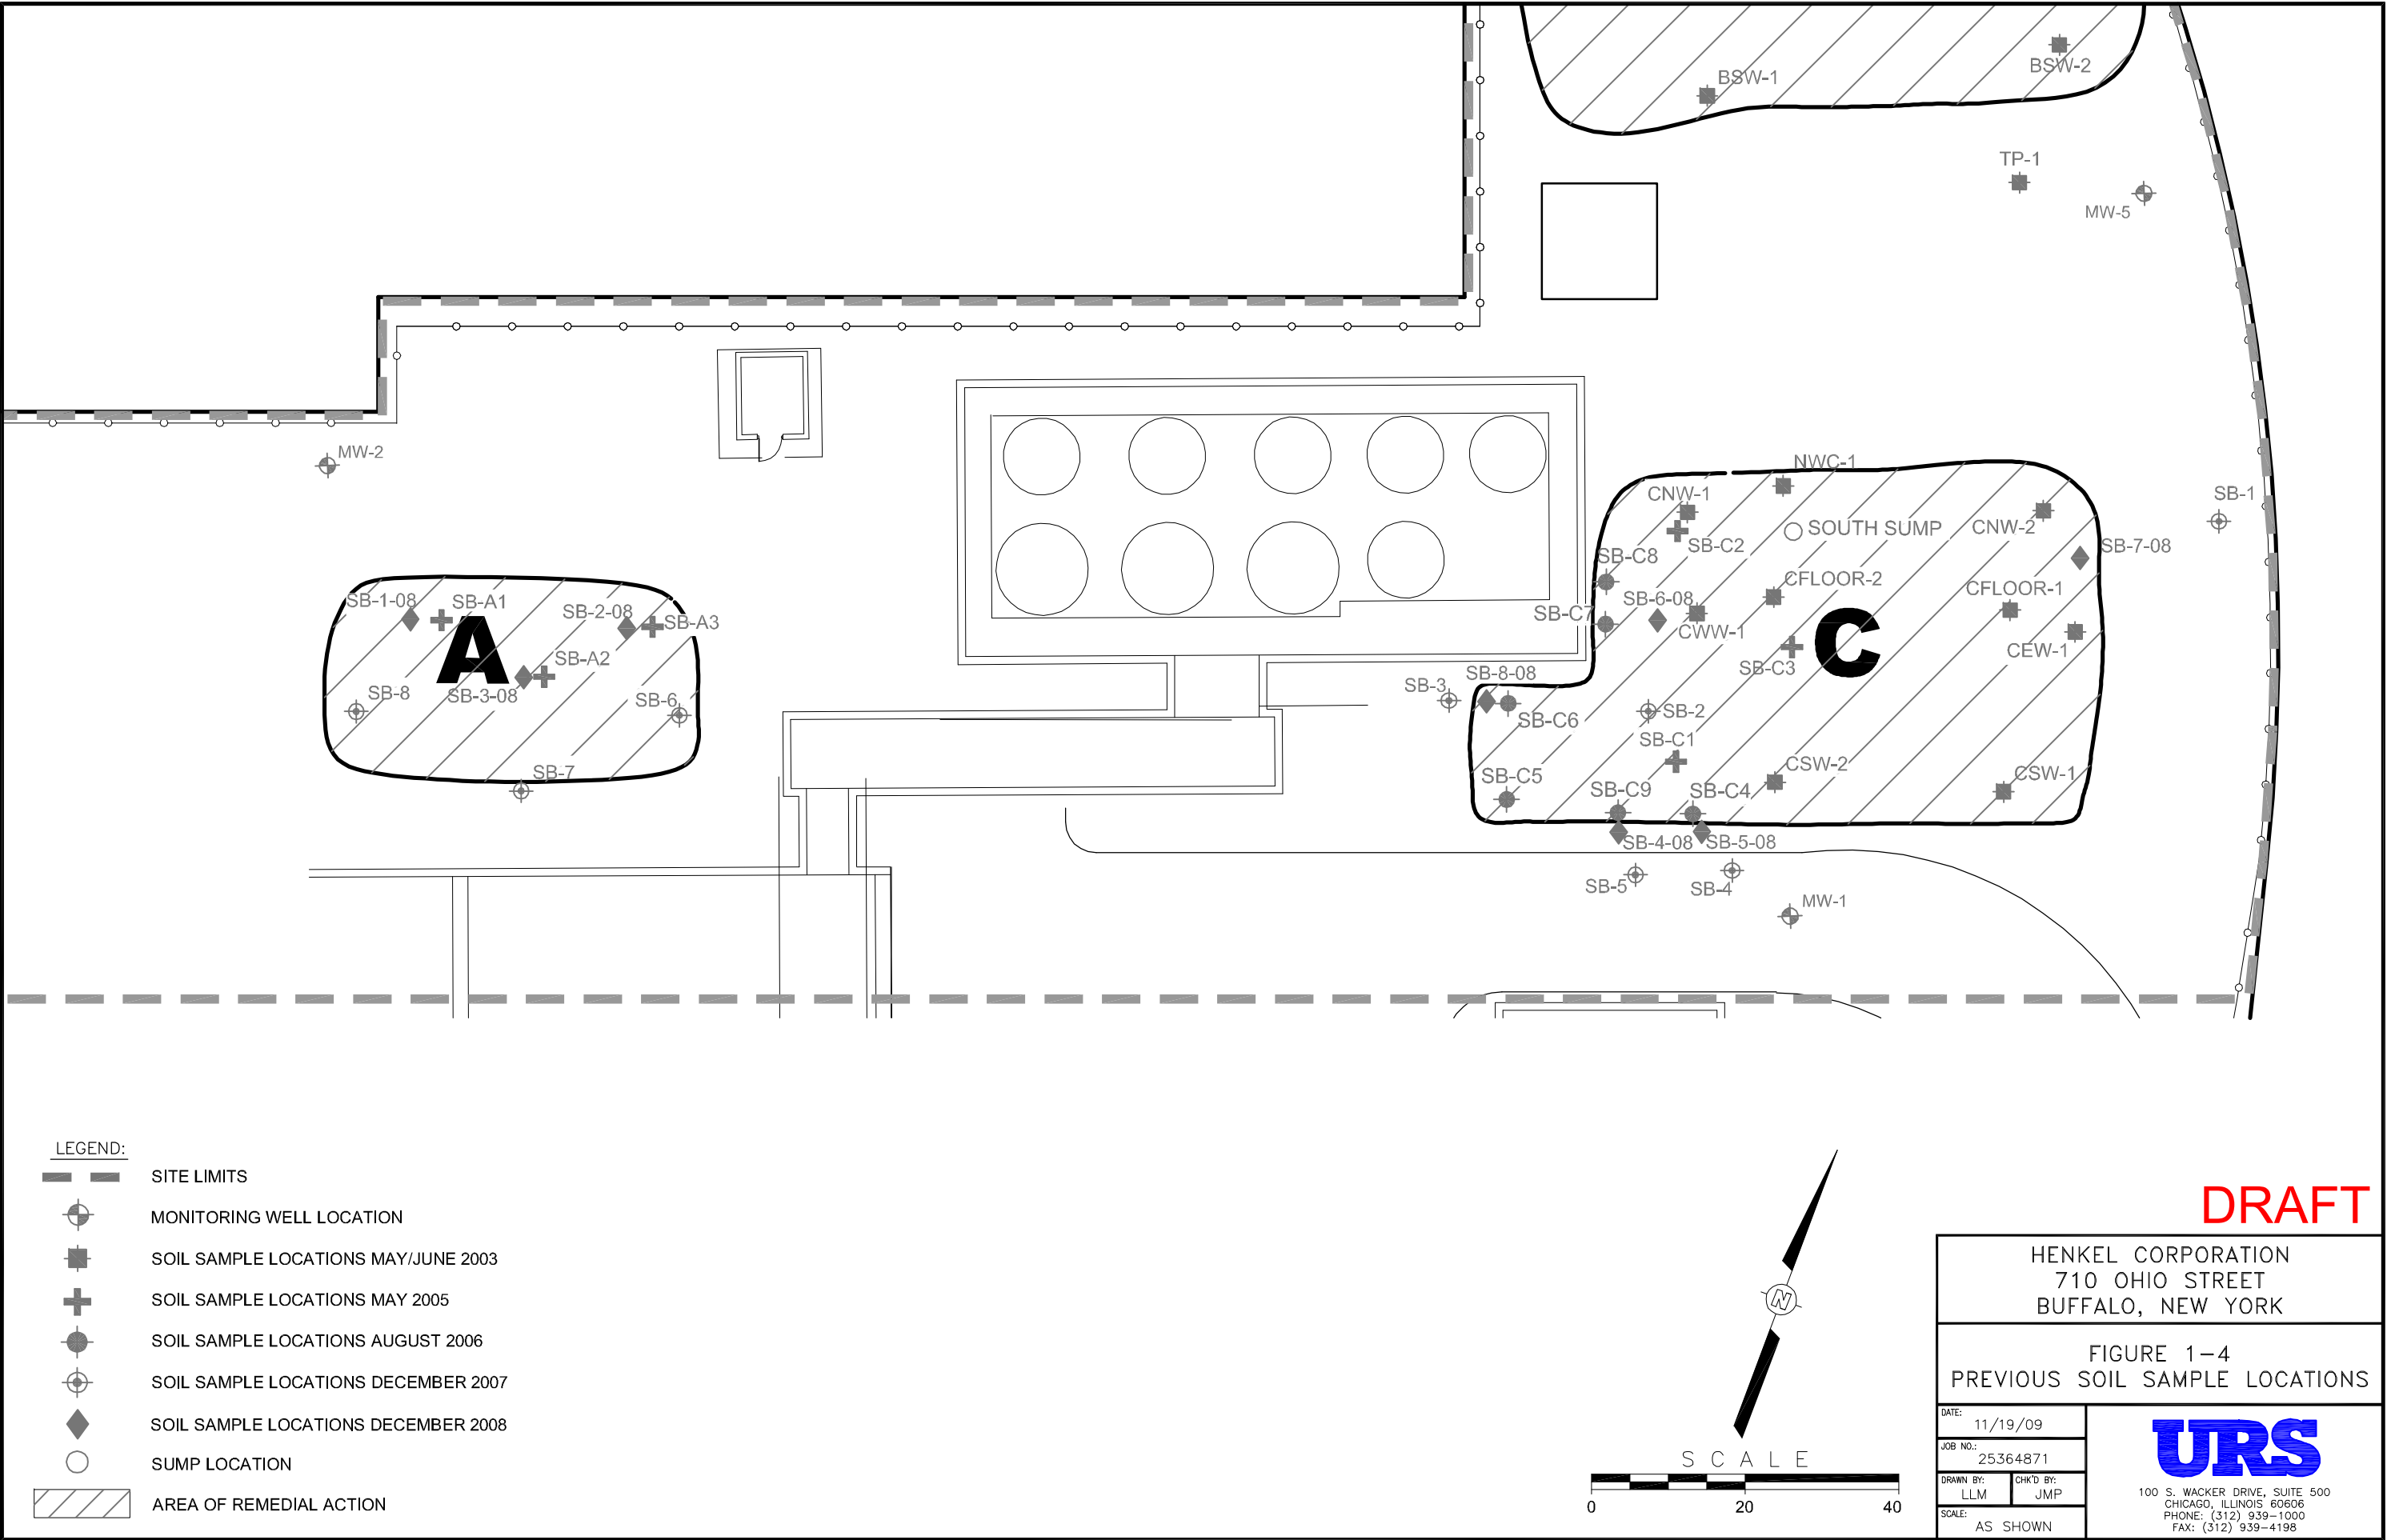 BSW-1
BSW-2
TP-1
MW-5
MW-2
NWC-1
CNW-1
SB-C2
SOUTH SUMP
CNW-2
SB-1
SB-7-08
SB-C8
SB-C7
SB-6-08
CWW-1
CFLOOR-2
CFLOOR-1
C
SB-C3
CEW-1
SB-1-08
SB-A1
SB-2-08
SB-A3
A
SB-A2
SB-3-08
SB-8
SB-6
SB-7
SB-3
SB-8-08
SB-C6
SB-2
SB-C1
CSW-2
CSW-1
SB-C5
SB-C9
SB-C4
SB-4-08
SB-5-08
SB-5
SB-4
MW-1
LEGEND:
SITE LIMITS
MONITORING WELL LOCATION
SOIL SAMPLE LOCATIONS MAY/JUNE 2003
SOIL SAMPLE LOCATIONS MAY 2005
SOIL SAMPLE LOCATIONS AUGUST 2006
SOIL SAMPLE LOCATIONS DECEMBER 2007
SOIL SAMPLE LOCATIONS DECEMBER 2008
SUMP LOCATION
AREA OF REMEDIAL ACTION
N
SCALE
0 20 40
DRAFT
HENKEL CORPORATION
710 OHIO STREET
BUFFALO, NEW YORK
FIGURE 1-4
PREVIOUS SOIL SAMPLE LOCATIONS
DATE:
11/19/09
JOB NO.:
25364871
DRAWN BY:
LLM
CHK'D BY:
JMP
SCALE:
AS SHOWN
URS
100 S. WACKER DRIVE, SUITE 500
CHICAGO, ILLINOIS 60606
PHONE: (312) 939-1000
FAX: (312) 939-4198